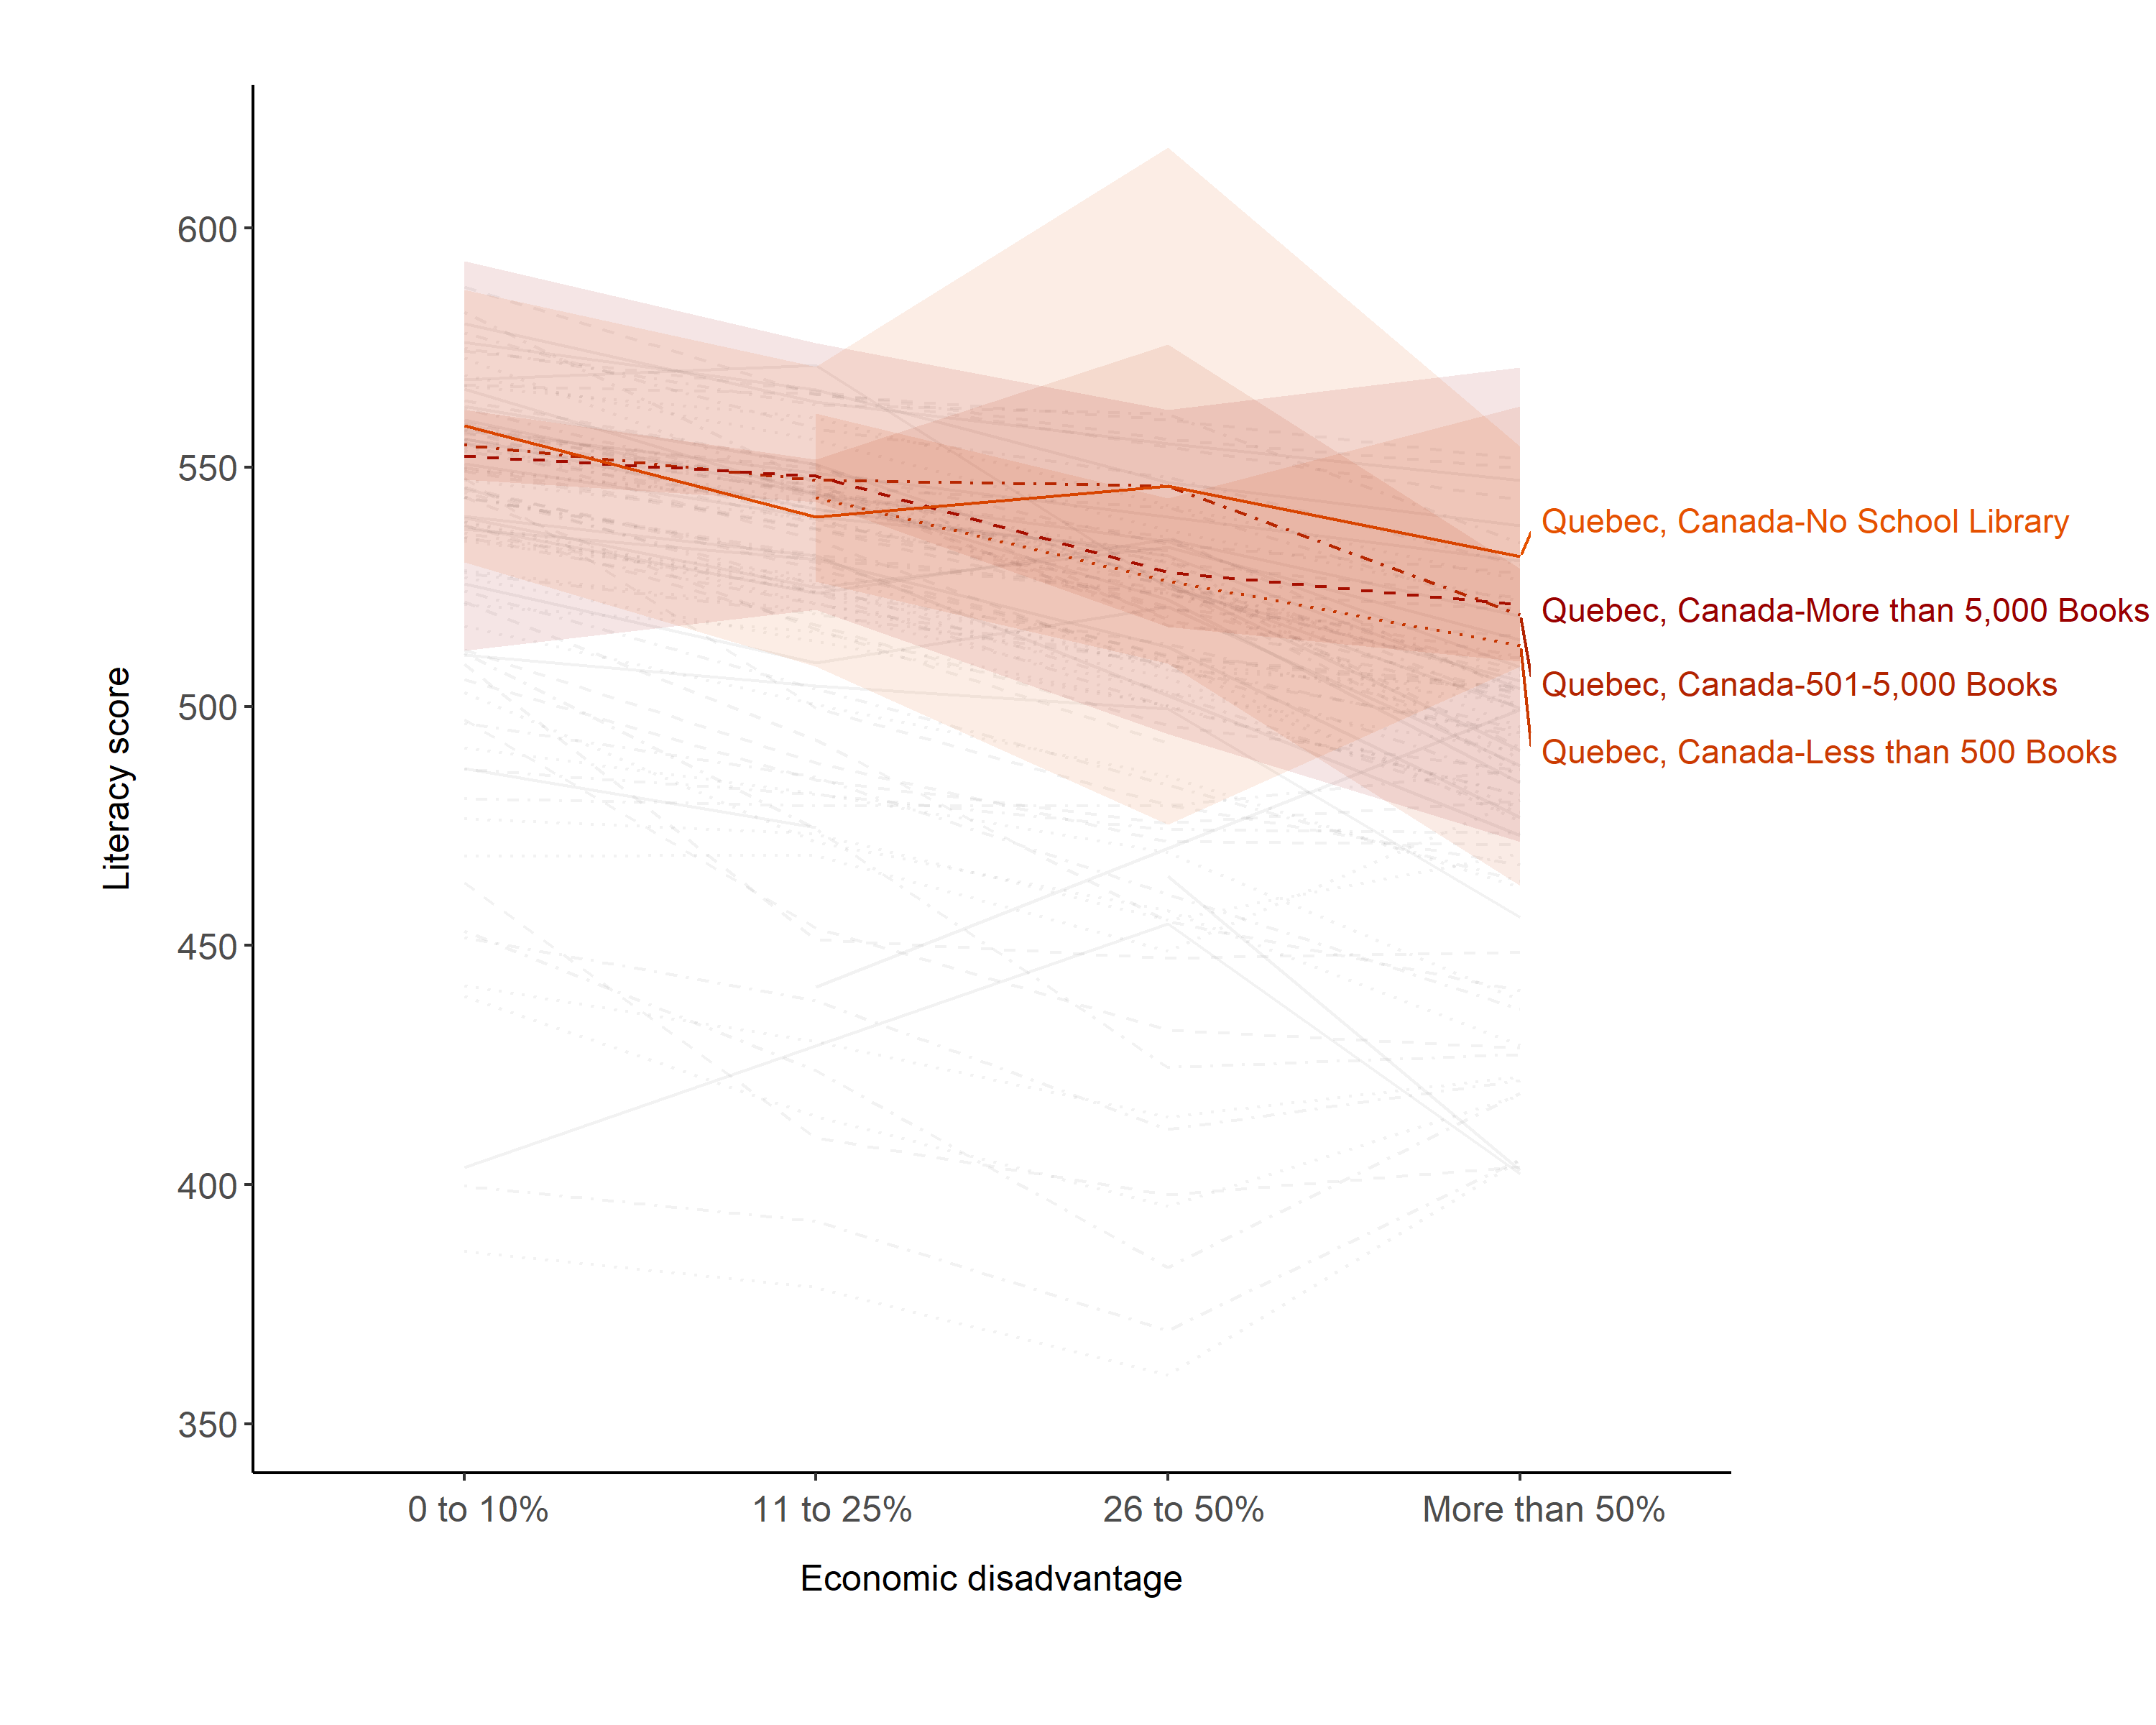 600
550
500
450
400
350
Literacy score
Quebec, Canada-No School Library
Quebec, Canada-More than 5,000 Books
Quebec, Canada-501-5,000 Books
Quebec, Canada-Less than 500 Books
0 to 10%
11 to 25%
26 to 50%
More than 50%
Economic disadvantage